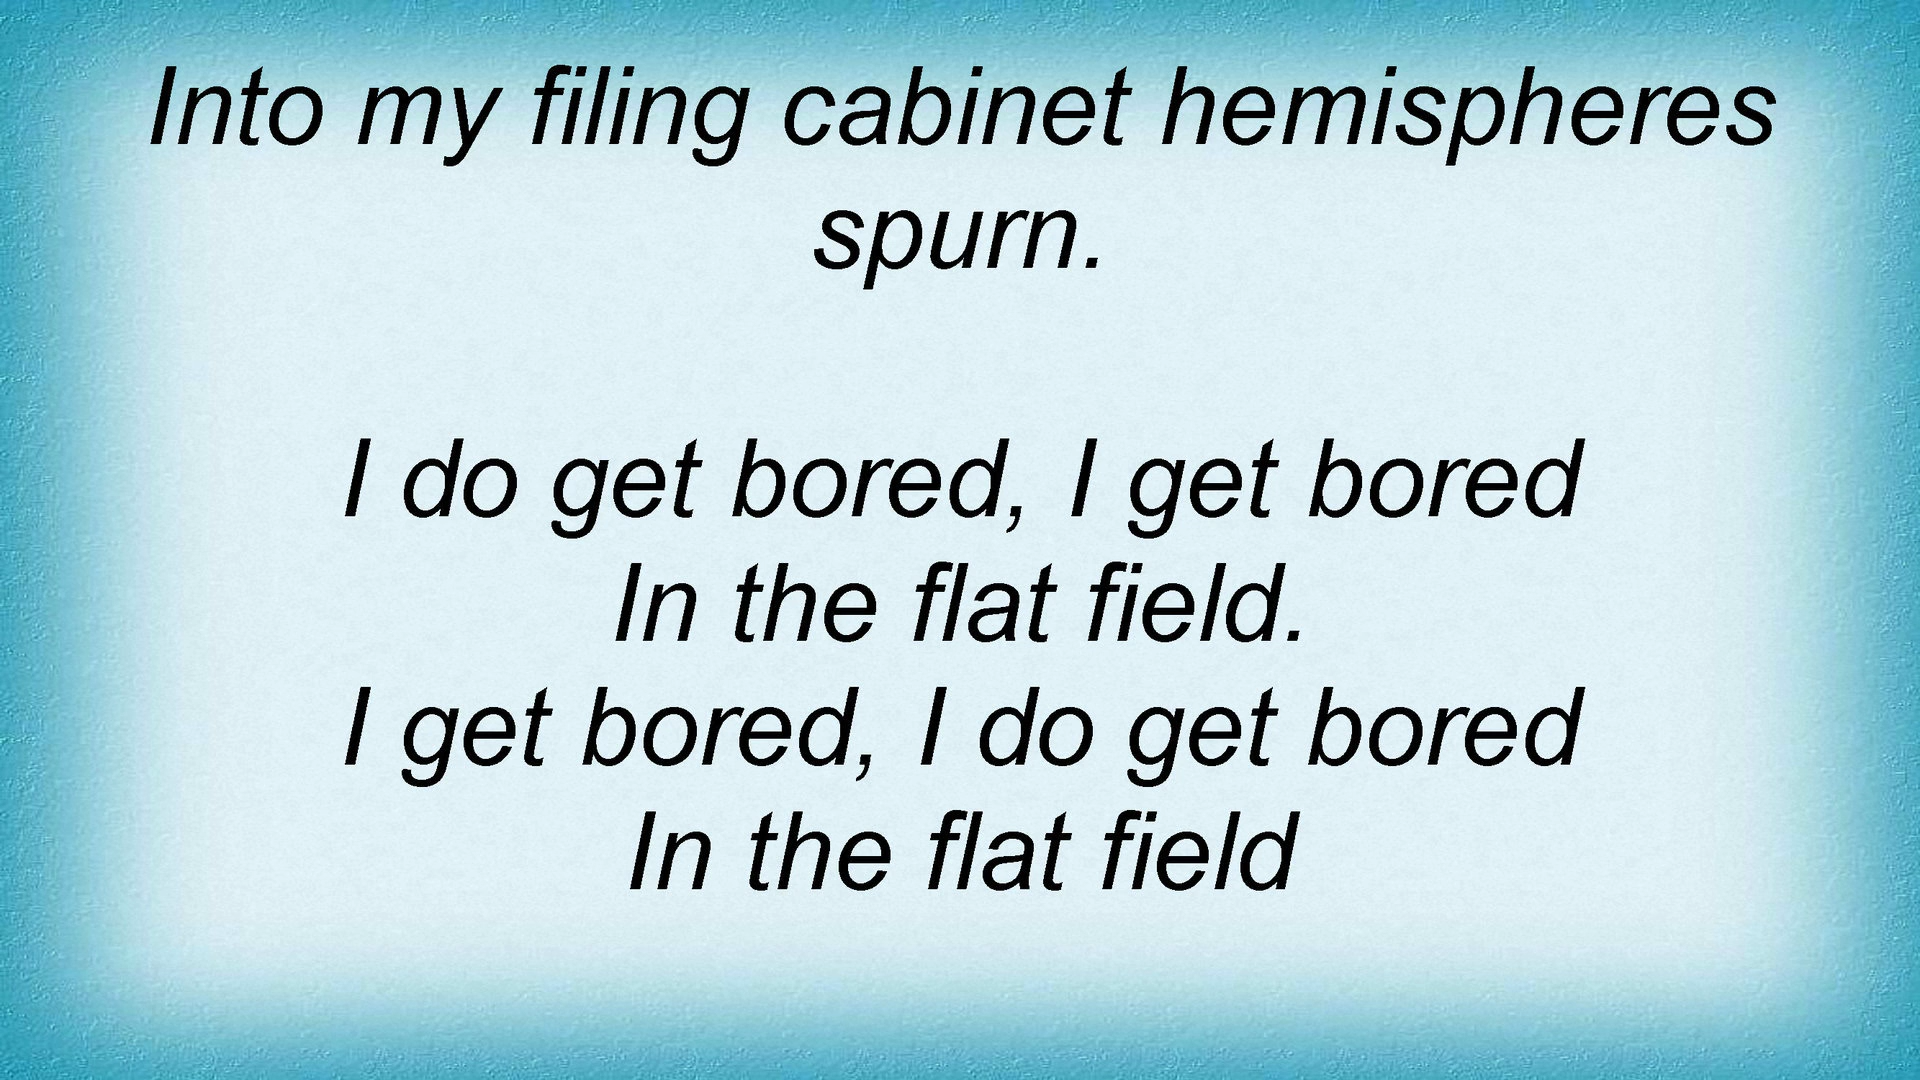 Into my filing cabinet hemispheres
spurn.
I do get bored, I get bored
In the flat field.
I get bored, I do get bored
In the flat field